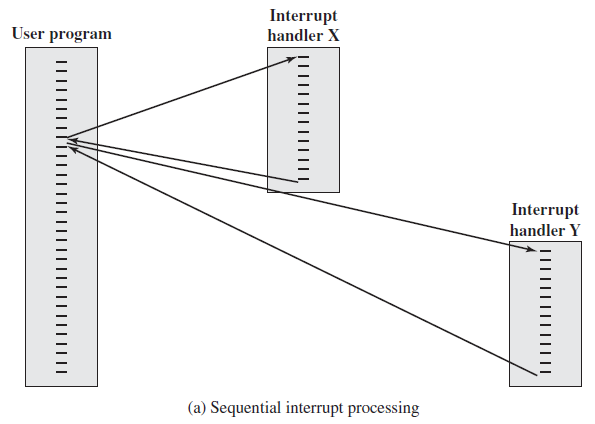 User program
Interrupt
handler X
Interrupt
handler Y
(a) Sequential interrupt processing